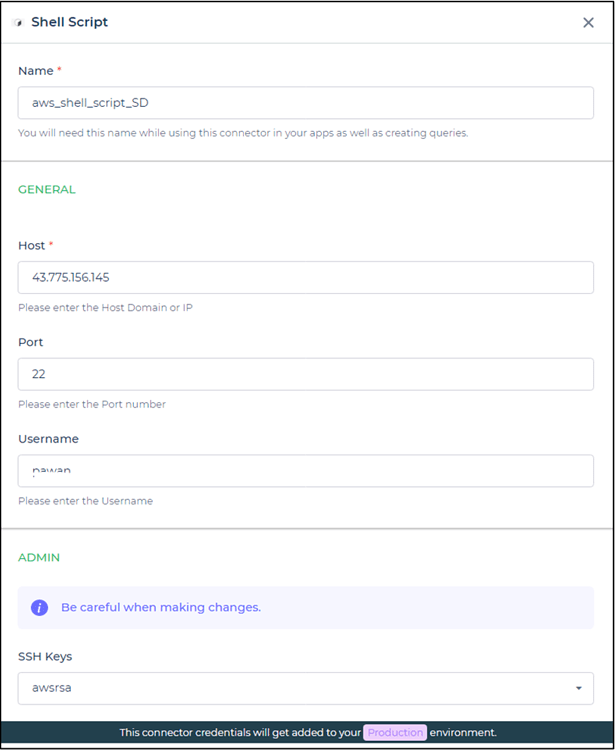 Shell Script
Name *
aws_shell_script_SD
You will need this name while using this connector in your apps as well as creating queries.
GENERAL
Host *
43.775.156.145
Please enter the Host Domain or IP
Port
22
Please enter the Port number
Username
Please enter the Username
ADMIN
i
Be careful when making changes.
SSH Keys
awsrsa
This connector credentials will get added to your Production environment.